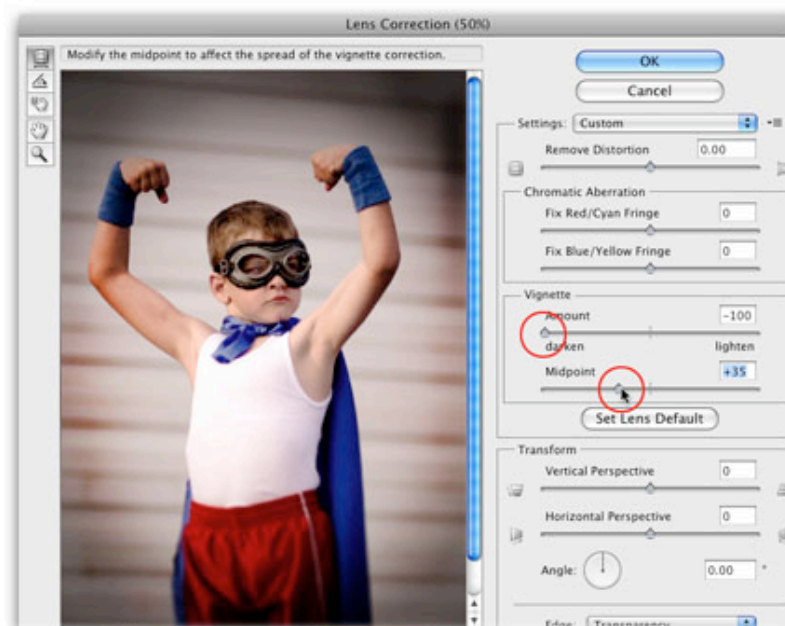 Lens Correction (50%)
Modify the midpoint to affect the spread of the vignette correction.
OK
Cancel
Settings: Custom
Remove Distortion 0.00
Chromatic Aberration
Fix Red/Cyan Fringe 0
Fix Blue/Yellow Fringe 0
Vignette
Amount -100
darken lighten
Midpoint +35
Set Lens Default
Transform
Vertical Perspective 0
Horizontal Perspective 0
Angle: 0.00 °
Edge: Transparency